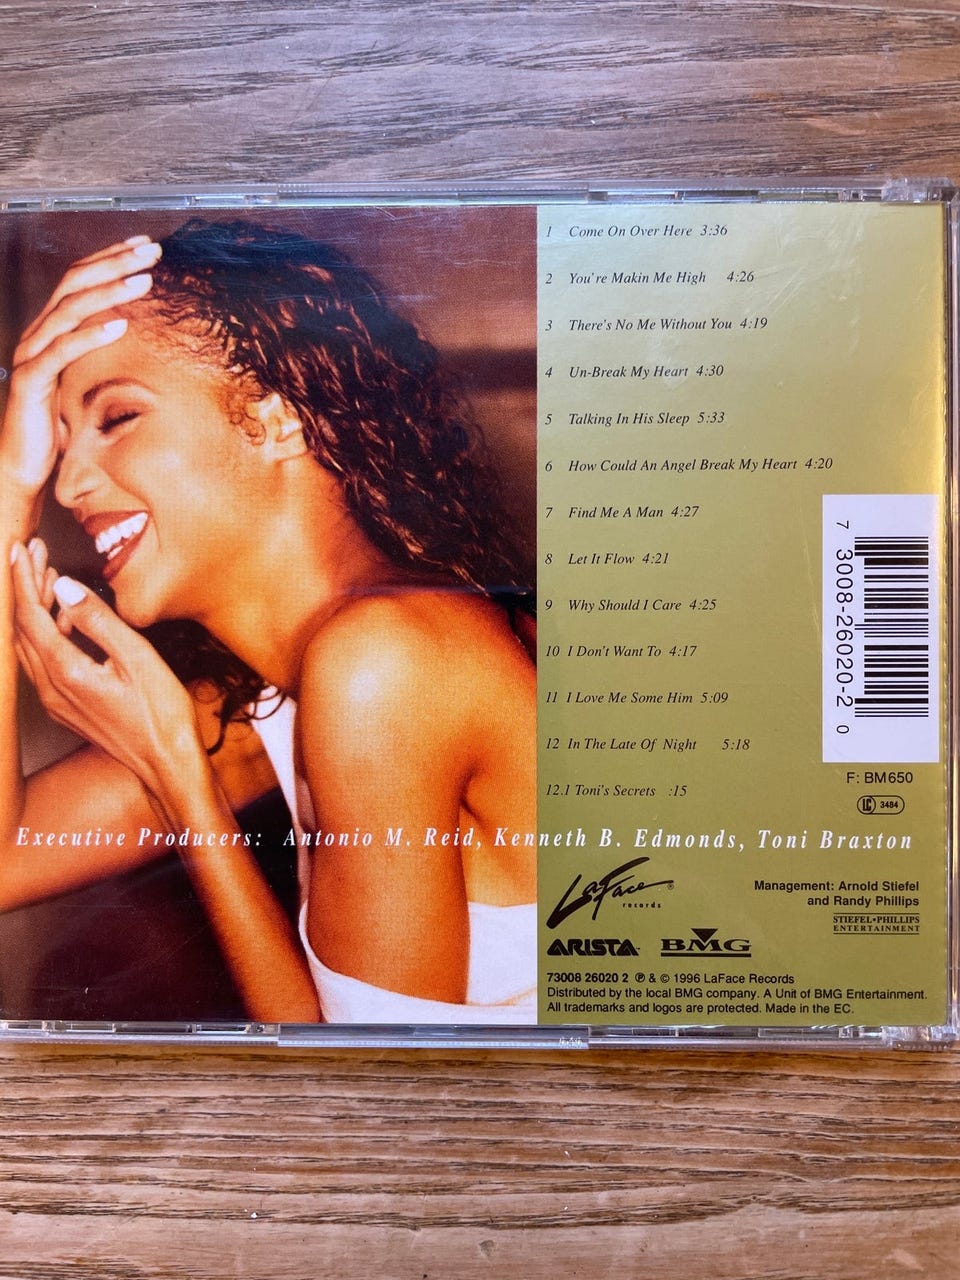 1 Come On Over Here 3:36
2 You're Makin Me High 4:26
3 There's No Me Without You 4:19
4 Un-Break My Heart 4:30
5 Talking In His Sleep 5:33
6 How Could An Angel Break My Heart 4:20
7 Find Me A Man 4:27
8 Let It Flow 4:21
9 Why Should I Care 4:25
10 I Don't Want To 4:17
11 I Love Me Some Him 5:09
12 In The Late Of Night 5:18
12.1 Toni's Secrets :15
7 3008-26020-2 0
F: BM650
LC 3484
Executive Producers: Antonio M. Reid, Kenneth B. Edmonds, Toni Braxton
LaFace ®
records
Management: Arnold Stiefel
and Randy Phillips
STIEFEL•PHILLIPS
ENTERTAINMENT
ARISTA
BMG
73008 26020 2 ℗ & © 1996 LaFace Records
Distributed by the local BMG company. A Unit of BMG Entertainment.
All trademarks and logos are protected. Made in the EC.